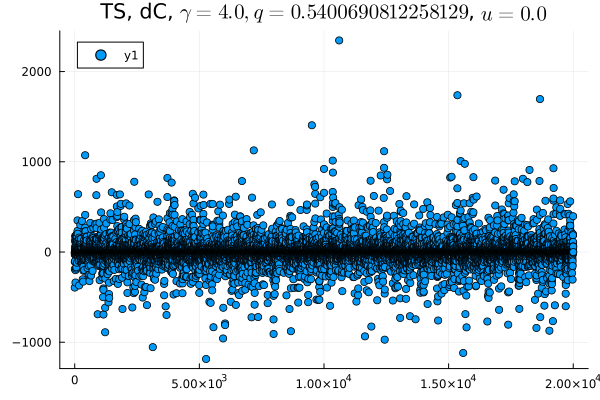 TS, dC, γ = 4.0, q = 0.5400690812258129, u = 0.0
y1
2000
1000
0
−1000
0 5.00×10³ 1.00×10⁴ 1.50×10⁴ 2.00×10⁴